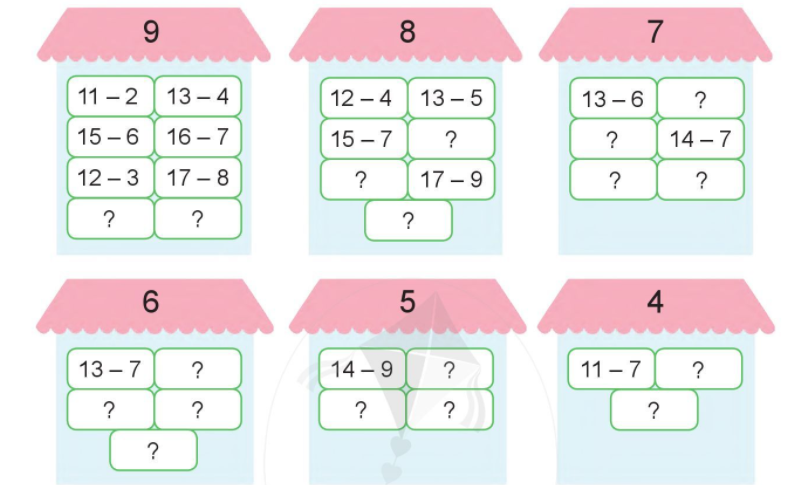 9 8 7
11 – 2 13 – 4 12 – 4 13 – 5 13 – 6 ?
15 – 6 16 – 7 15 – 7 ? ? 14 – 7
12 – 3 17 – 8 ? 17 – 9 ? ?
? ? ?
6 5 4
13 – 7 ? 14 – 9 ? 11 – 7 ?
? ? ? ? ?
?